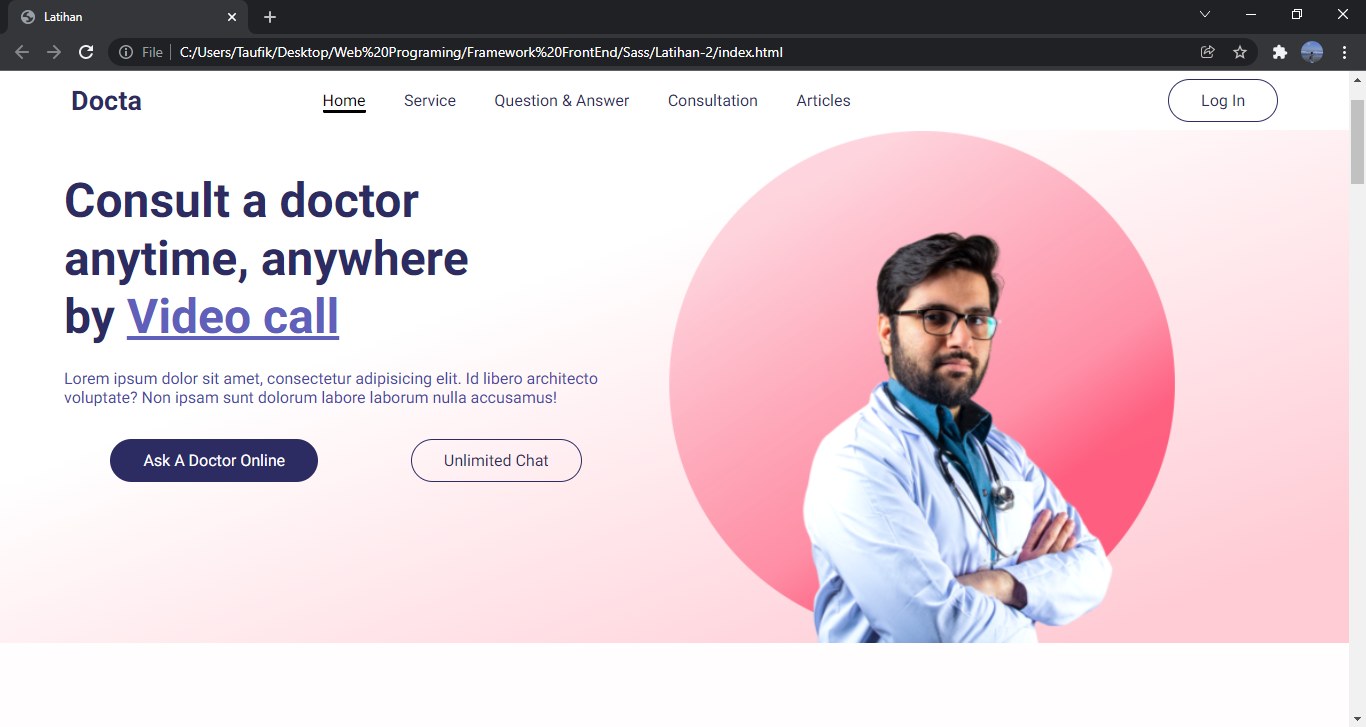 Latihan
File
C:/Users/Taufik/Desktop/Web%20Programing/Framework%20FrontEnd/Sass/Latihan-2/index.html
Docta
Home
Service
Question & Answer
Consultation
Articles
Log In
Consult a doctor
anytime, anywhere
by Video call
Lorem ipsum dolor sit amet, consectetur adipisicing elit. Id libero architecto
voluptate? Non ipsam sunt dolorum labore laborum nulla accusamus!
Ask A Doctor Online
Unlimited Chat